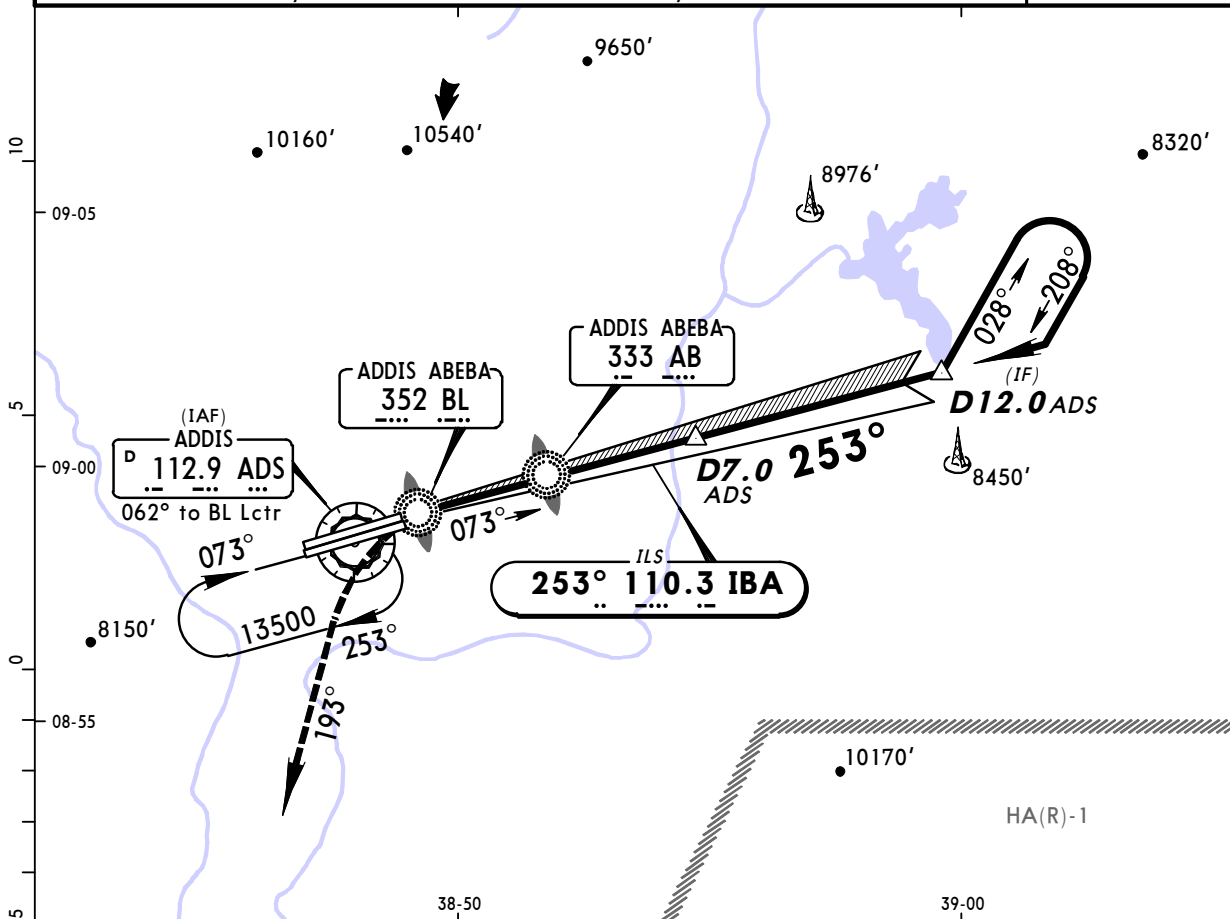 9650'
10160'
10540'
8320'
10
8976'
09-05
028°
208°
ADDIS ABEBA
333 AB
ADDIS ABEBA
352 BL
(IF)
D12.0 ADS
5
(IAF)
ADDIS
D 112.9 ADS
062° to BL Lctr
09-00
D7.0 253°
ADS
8450'
073°
073°
ILS
253° 110.3 IBA
8150'
13500
253°
0
193°
08-55
10170'
HA(R)-1
5
38-50
39-00